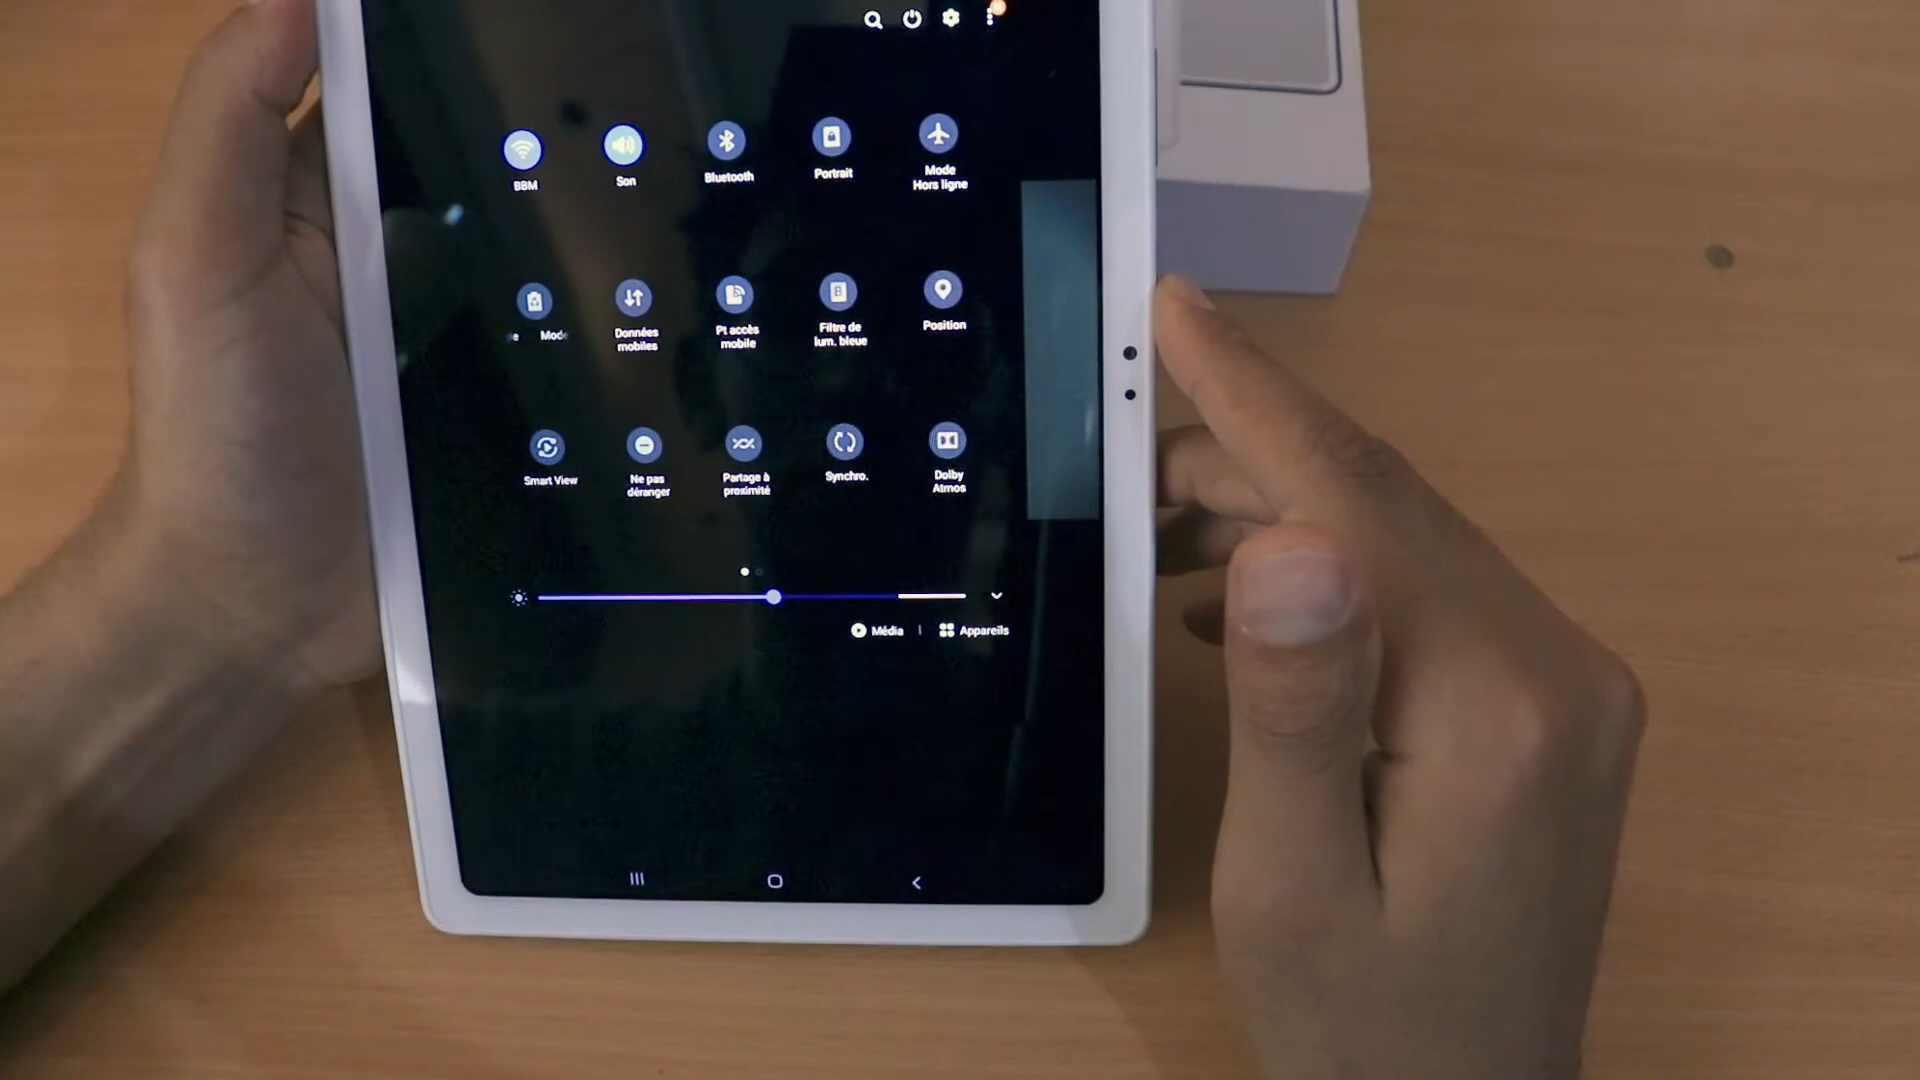 BBM
Son
Bluetooth
Portrait
Mode
Hors ligne
Mode
Données
mobiles
Pt accès
mobile
Filtre de
lum. bleue
Position
Smart View
Ne pas
déranger
Partage à
proximité
Synchro.
Dolby
Atmos
Média | Appareils